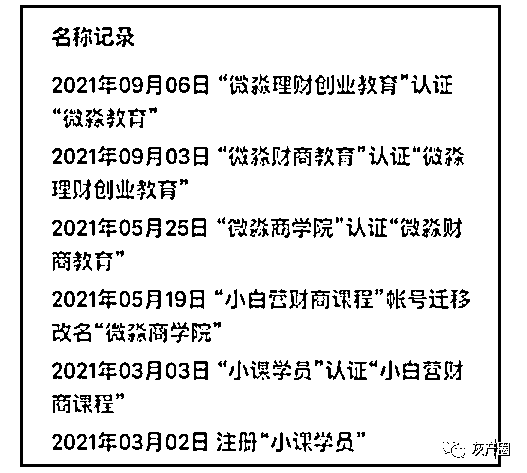 名称记录
2021年09月06日 “微淼理财创业教育”认证
“微淼教育”
2021年09月03日 “微淼财商教育”认证“微淼
理财创业教育”
2021年05月25日 “微淼商学院”认证“微淼财
商教育”
2021年05月19日 “小白营财商课程”帐号迁移
改名“微淼商学院”
2021年03月03日 “小课学员”认证“小白营财
商课程”
2021年03月02日 注册“小课学员”
灰产圈